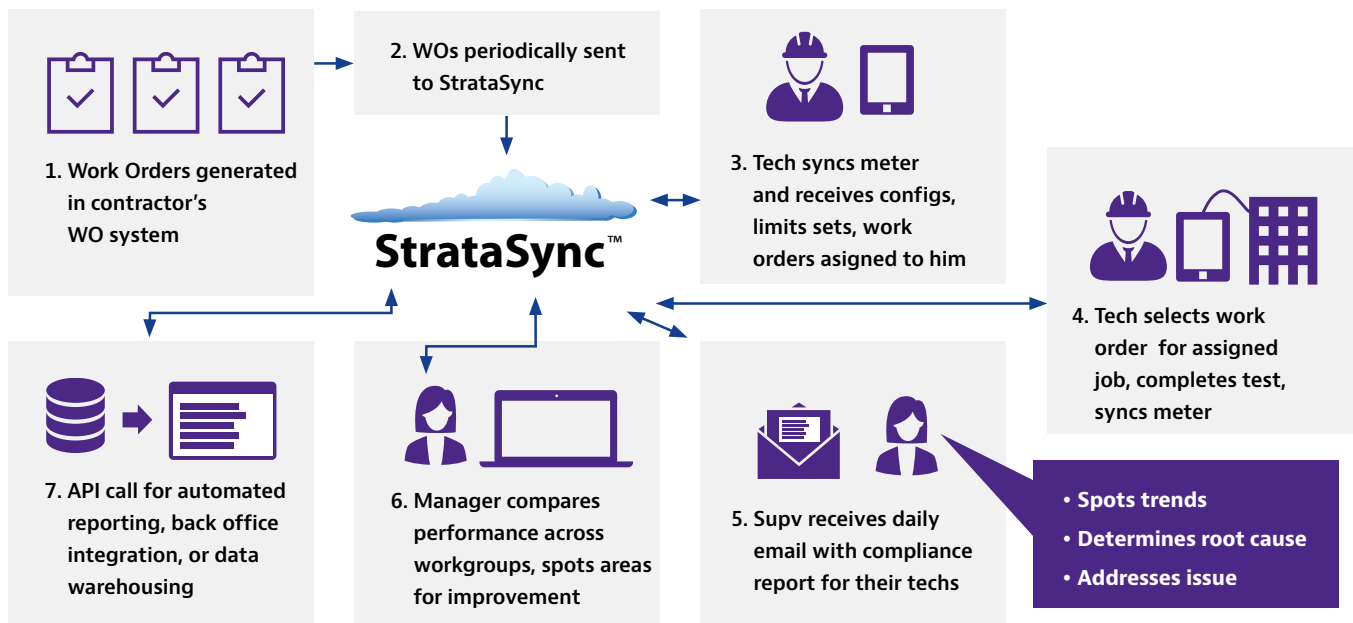 1. Work Orders generated
in contractor's
WO system
2. WOs periodically sent
to StrataSync
StrataSync™
3. Tech syncs meter
and receives configs,
limits sets, work
orders asigned to him
4. Tech selects work
order for assigned
job, completes test,
syncs meter
5. Supv receives daily
email with compliance
report for their techs
• Spots trends
• Determines root cause
• Addresses issue
6. Manager compares
performance across
workgroups, spots areas
for improvement
7. API call for automated
reporting, back office
integration, or data
warehousing